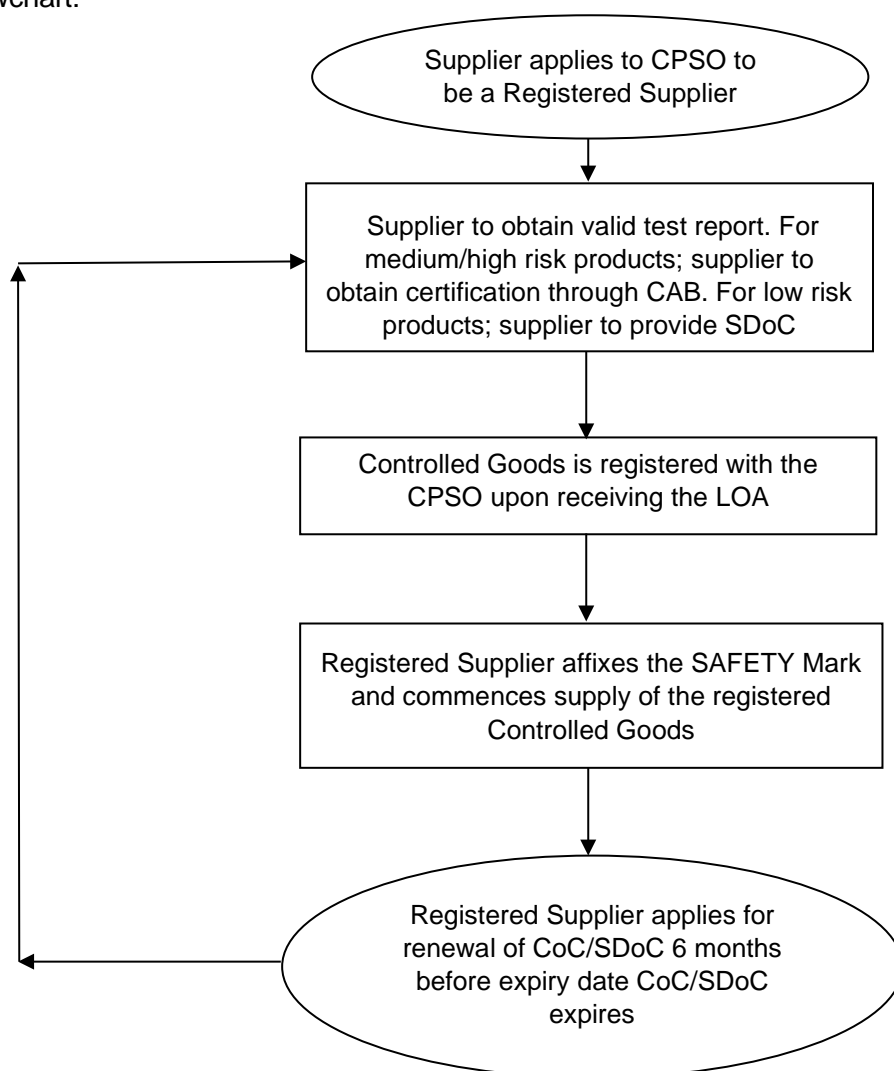 Supplier applies to CPSO to
be a Registered Supplier
Supplier to obtain valid test report. For
medium/high risk products; supplier to
obtain certification through CAB. For low risk
products; supplier to provide SDoC
Controlled Goods is registered with the
CPSO upon receiving the LOA
Registered Supplier affixes the SAFETY Mark
and commences supply of the registered
Controlled Goods
Registered Supplier applies for
renewal of CoC/SDoC 6 months
before expiry date CoC/SDoC
expires